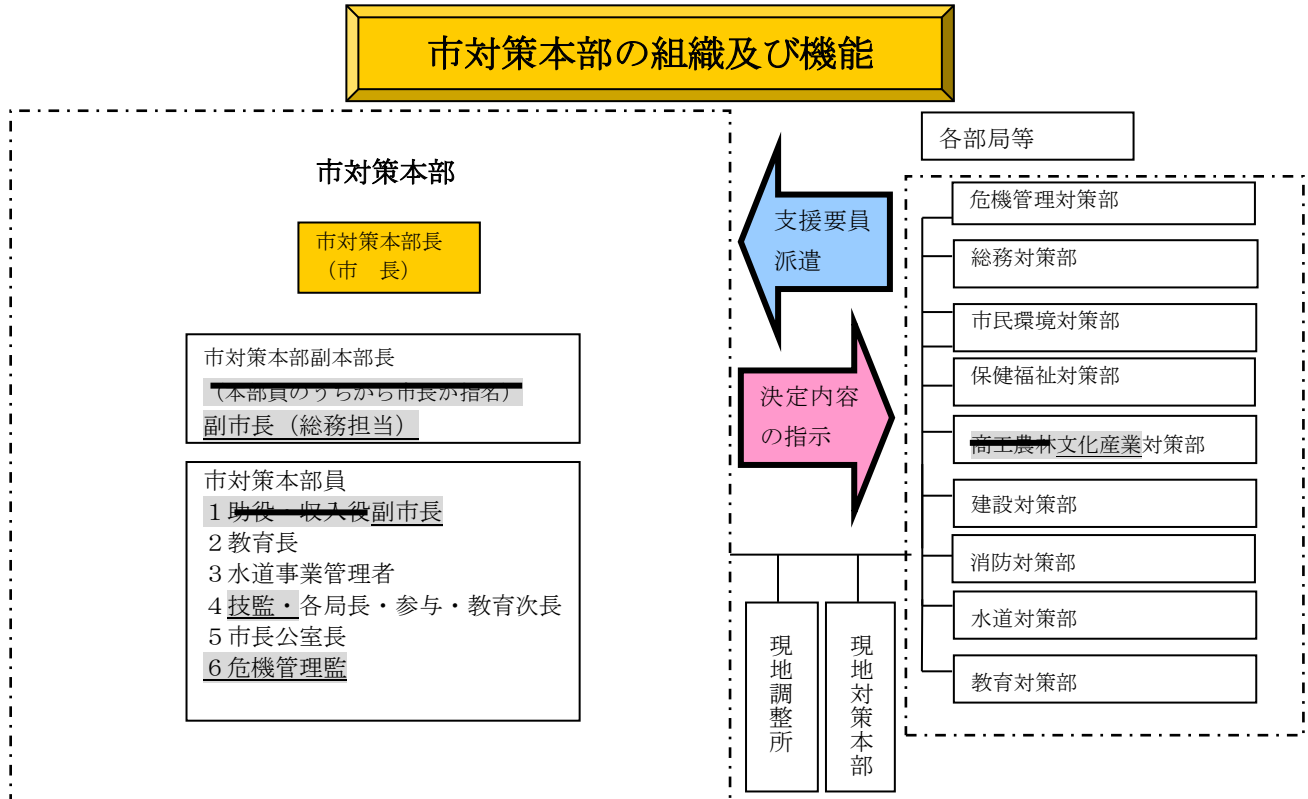 市対策本部の組織及び機能
市対策本部
市対策本部長
(市　長)
市対策本部副本部長
(本部員のうちから市長が指名)
副市長(総務担当)
市対策本部員
1助役・収入役副市長
2教育長
3水道事業管理者
4技監・各局長・参与・教育次長
5市長公室長
6危機管理監
支援要員
派遣
決定内容
の指示
現地調整所
現地対策本部
各部局等
危機管理対策部
総務対策部
市民環境対策部
保健福祉対策部
商工農林文化産業対策部
建設対策部
消防対策部
水道対策部
教育対策部